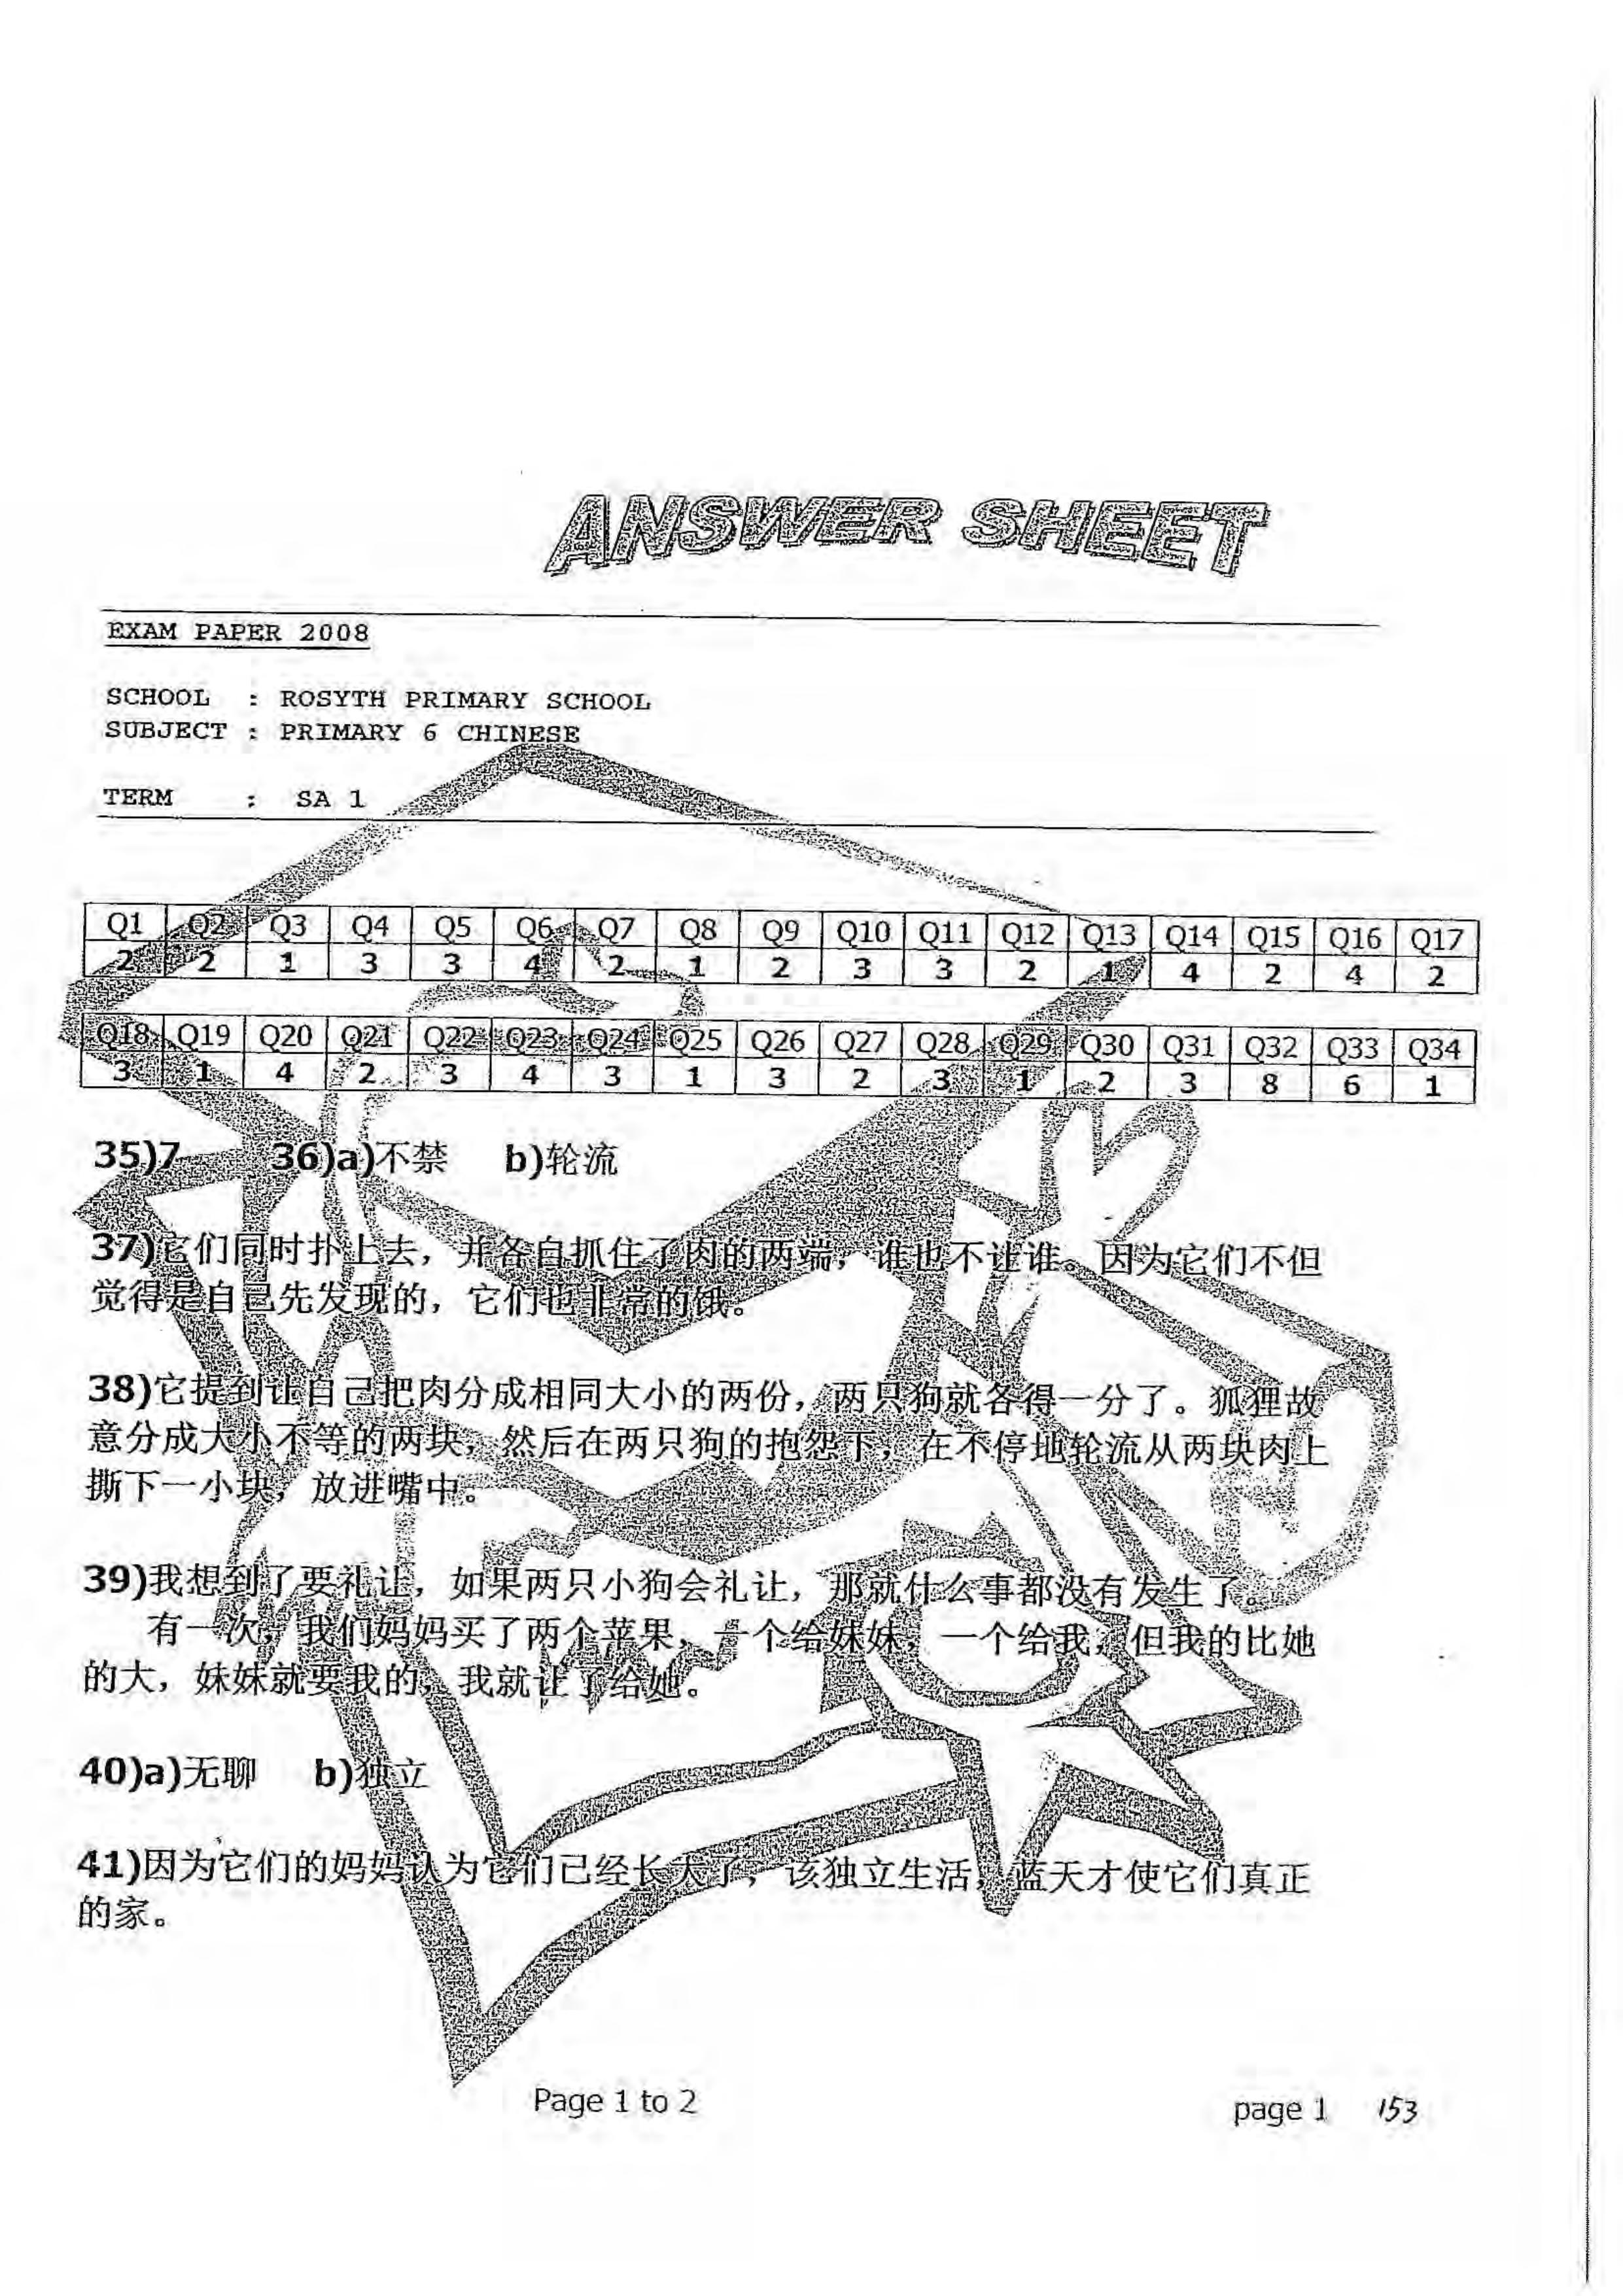 ANSWER SHEET
EXAM PAPER 2008
SCHOOL : ROSYTH PRIMARY SCHOOL
SUBJECT : PRIMARY 6 CHINESE
TERM : SA 1
Q1 Q2 Q3 Q4 Q5 Q6 Q7 Q8 Q9 Q10 Q11 Q12 Q13 Q14 Q15 Q16 Q17
2 2 1 3 3 4 2 1 2 3 3 2 1 4 2 4 2
Q18 Q19 Q20 Q21 Q22 Q23 Q24 Q25 Q26 Q27 Q28 Q29 Q30 Q31 Q32 Q33 Q34
3 1 4 2 3 4 3 1 3 2 3 1 2 3 8 6 1
35)7 36)a)不禁 b)轮流
37)它们同时扑上去，并各自抓住了肉的两端，谁也不让谁。因为它们不但
觉得是自己先发现的，它们也非常的饿。
38)它提到让自己把肉分成相同大小的两份，两只狗就各得一分了。狐狸故
意分成大小不等的两块，然后在两只狗的抱怨下，在不停地轮流从两块肉上
撕下一小块，放进嘴中。
39)我想到了要礼让，如果两只小狗会礼让，那就什么事都没有发生了。
有一次，我们妈妈买了两个苹果，一个给妹妹，一个给我，但我的比她
的大，妹妹就要我的，我就让了给她。
40)a)无聊 b)独立
41)因为它们的妈妈认为它们已经长大了，该独立生活，蓝天才使它们真正
的家。
Page 1 to 2
page 1 153